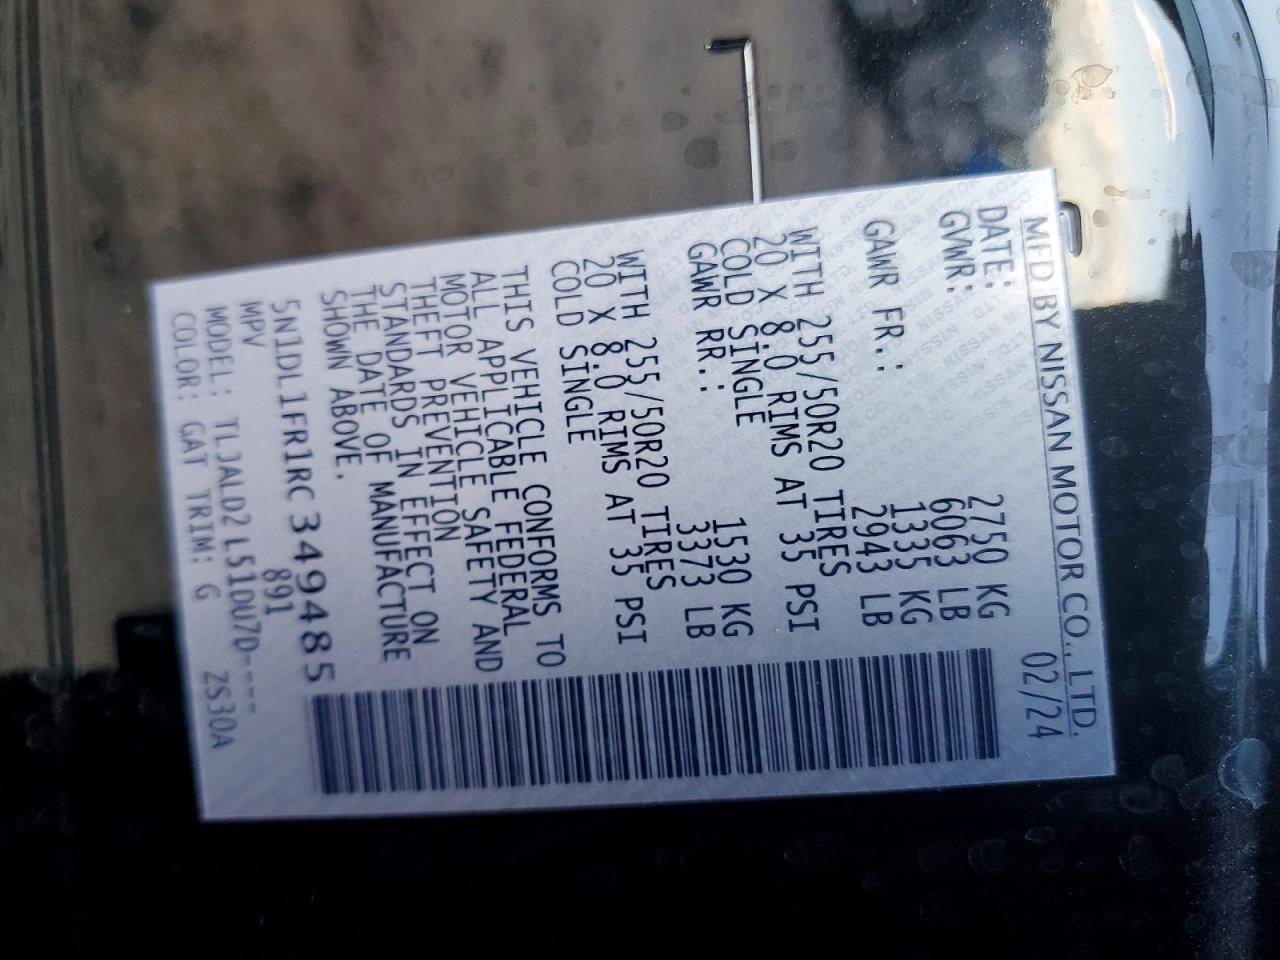 MFD BY NISSAN MOTOR CO., LTD.
DATE: 02/24
GVWR: 2750 KG
6063 LB
GAWR FR.: 1335 KG
2943 LB
WITH 255/50R20 TIRES
20 X 8.0 RIMS AT 35 PSI
COLD SINGLE
GAWR RR.: 1530 KG
3373 LB
WITH 255/50R20 TIRES
20 X 8.0 RIMS AT 35 PSI
COLD SINGLE
THIS VEHICLE CONFORMS TO
ALL APPLICABLE FEDERAL
MOTOR VEHICLE SAFETY AND
THEFT PREVENTION
STANDARDS IN EFFECT ON
THE DATE OF MANUFACTURE
SHOWN ABOVE.
5N1DL1FR1RC349485
MPV 891
MODEL: TLJALD2 L51DU7D----
COLOR: GAT TRIM: G ZS30A